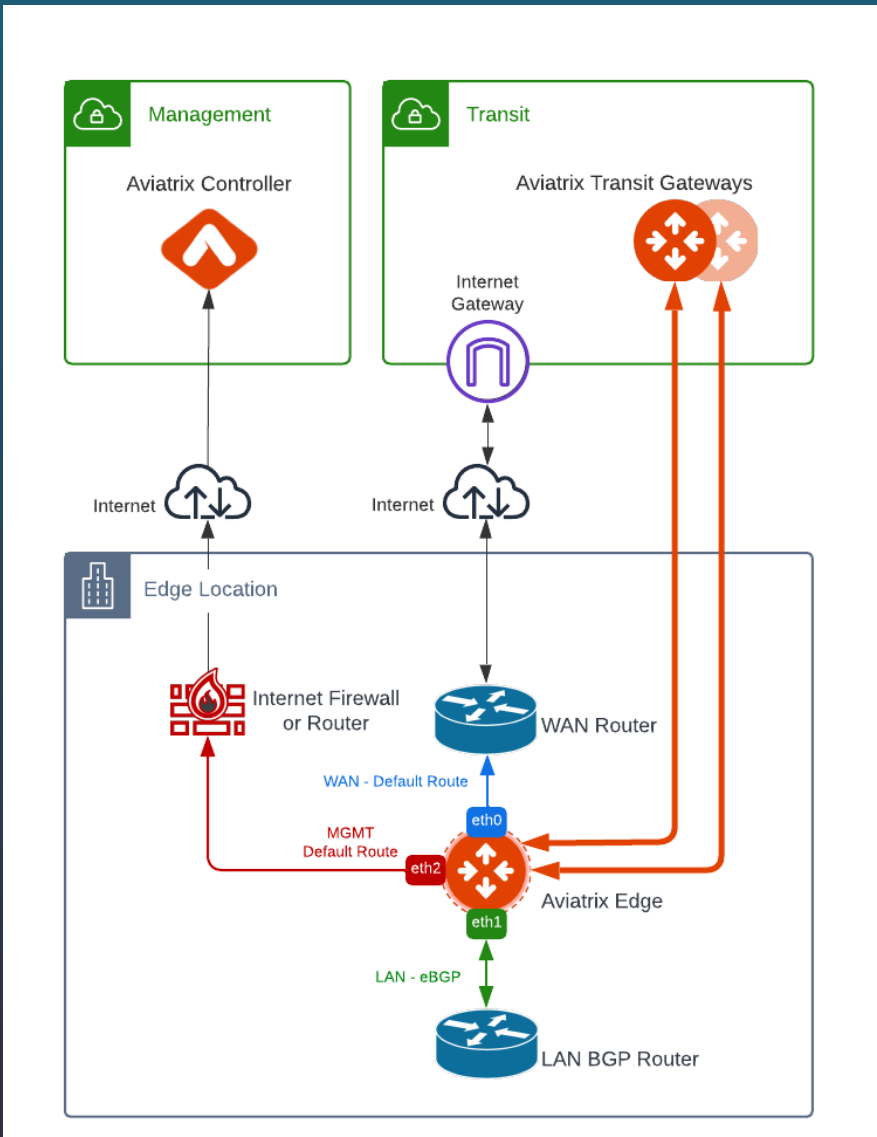 Management
Transit
Aviatrix Controller
Aviatrix Transit Gateways
Internet
Gateway
Internet
Internet
Edge Location
Internet Firewall
or Router
WAN Router
WAN - Default Route
eth0
MGMT
Default Route
eth2
Aviatrix Edge
eth1
LAN - eBGP
LAN BGP Router